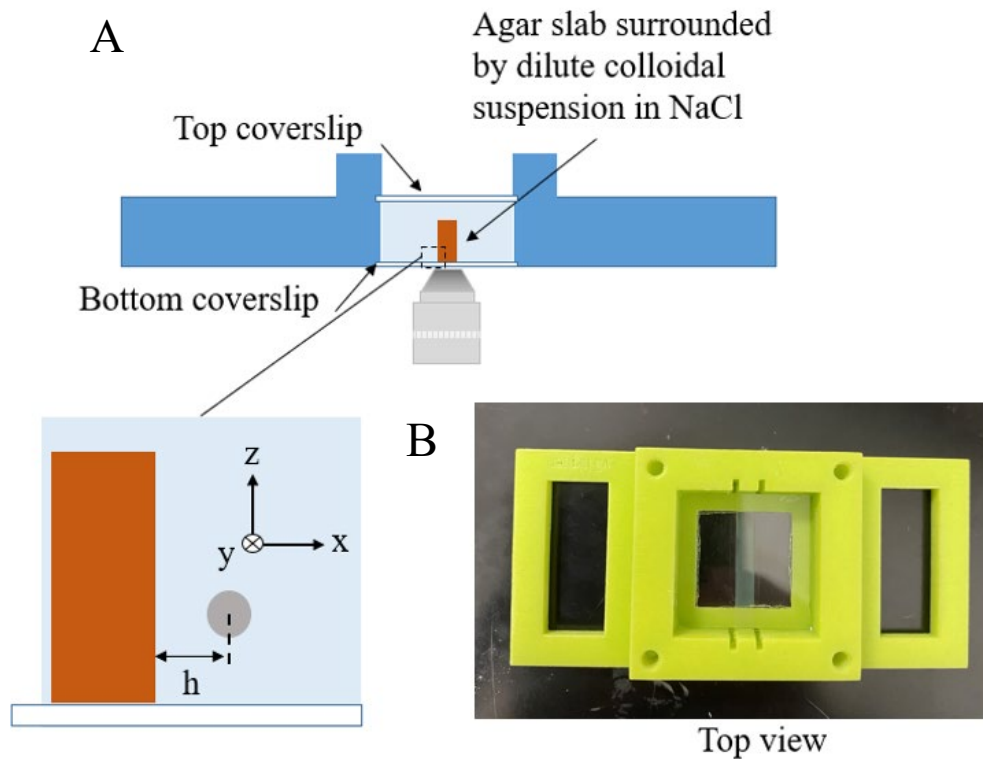 A
Agar slab surrounded
by dilute colloidal
suspension in NaCl
Top coverslip
Bottom coverslip
B
z
y
x
h
Top view